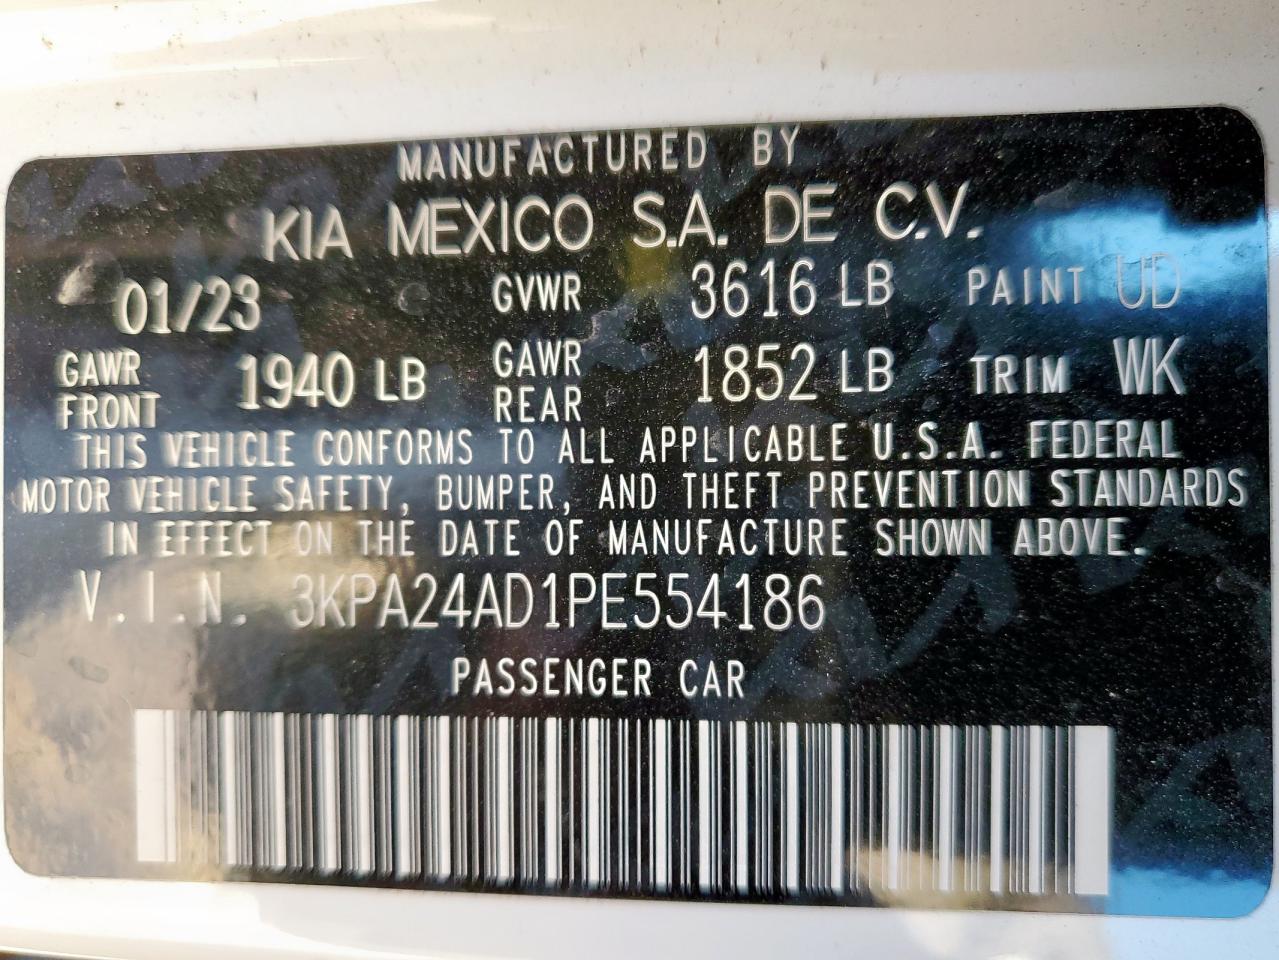 MANUFACTURED BY
KIA MEXICO S.A. DE C.V.
01/23 GVWR 3616 LB PAINT UD
GAWR FRONT 1940 LB GAWR REAR 1852 LB TRIM WK
THIS VEHICLE CONFORMS TO ALL APPLICABLE U.S.A. FEDERAL
MOTOR VEHICLE SAFETY, BUMPER, AND THEFT PREVENTION STANDARDS
IN EFFECT ON THE DATE OF MANUFACTURE SHOWN ABOVE.
V.I.N. 3KPA24AD1PE554186
PASSENGER CAR